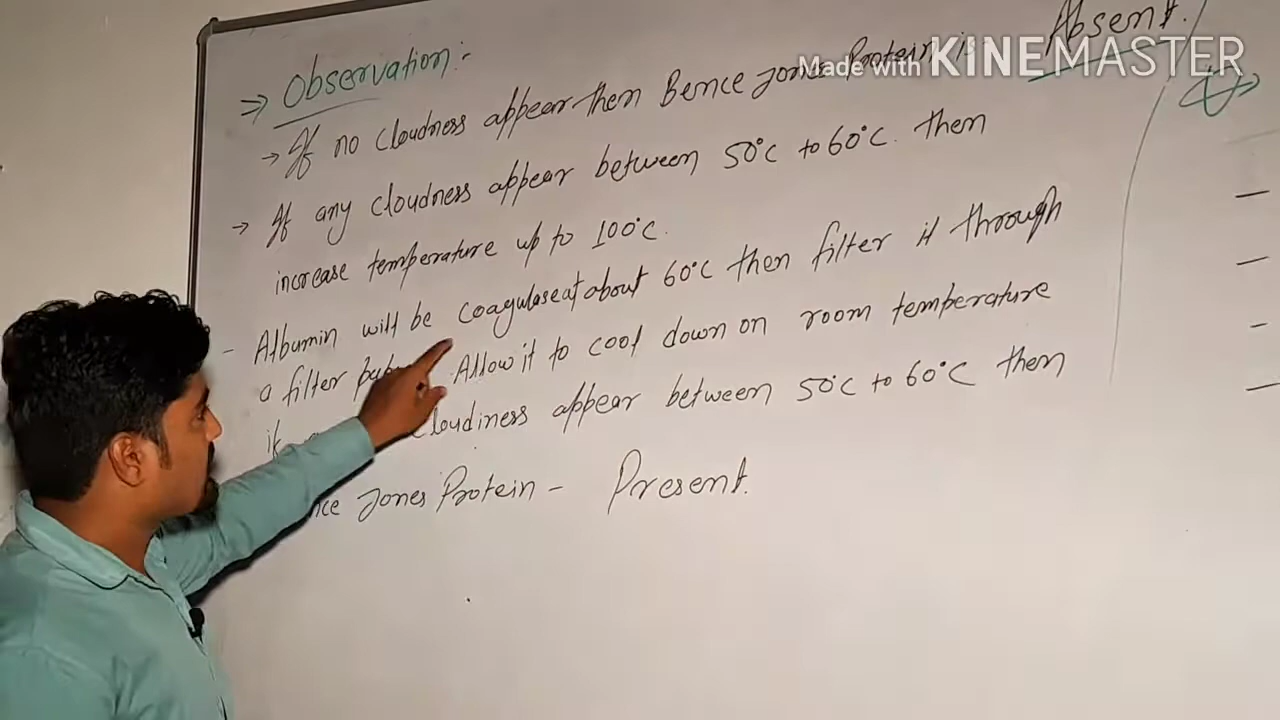 ⇒ Observation:-
→ If no cloudness appear then Bence Jones Protein is Absent.
→ If any cloudness appear between 50°C to 60°C. then
increase temperature up to 100°C.
- Albumin will be coaguloseat about 60°C then filter it through
a filter Allow it to cool down on room temperature
cloudiness appear between 50°C to 60°C then
Jones Protein - Present.
Made with KINEMASTER